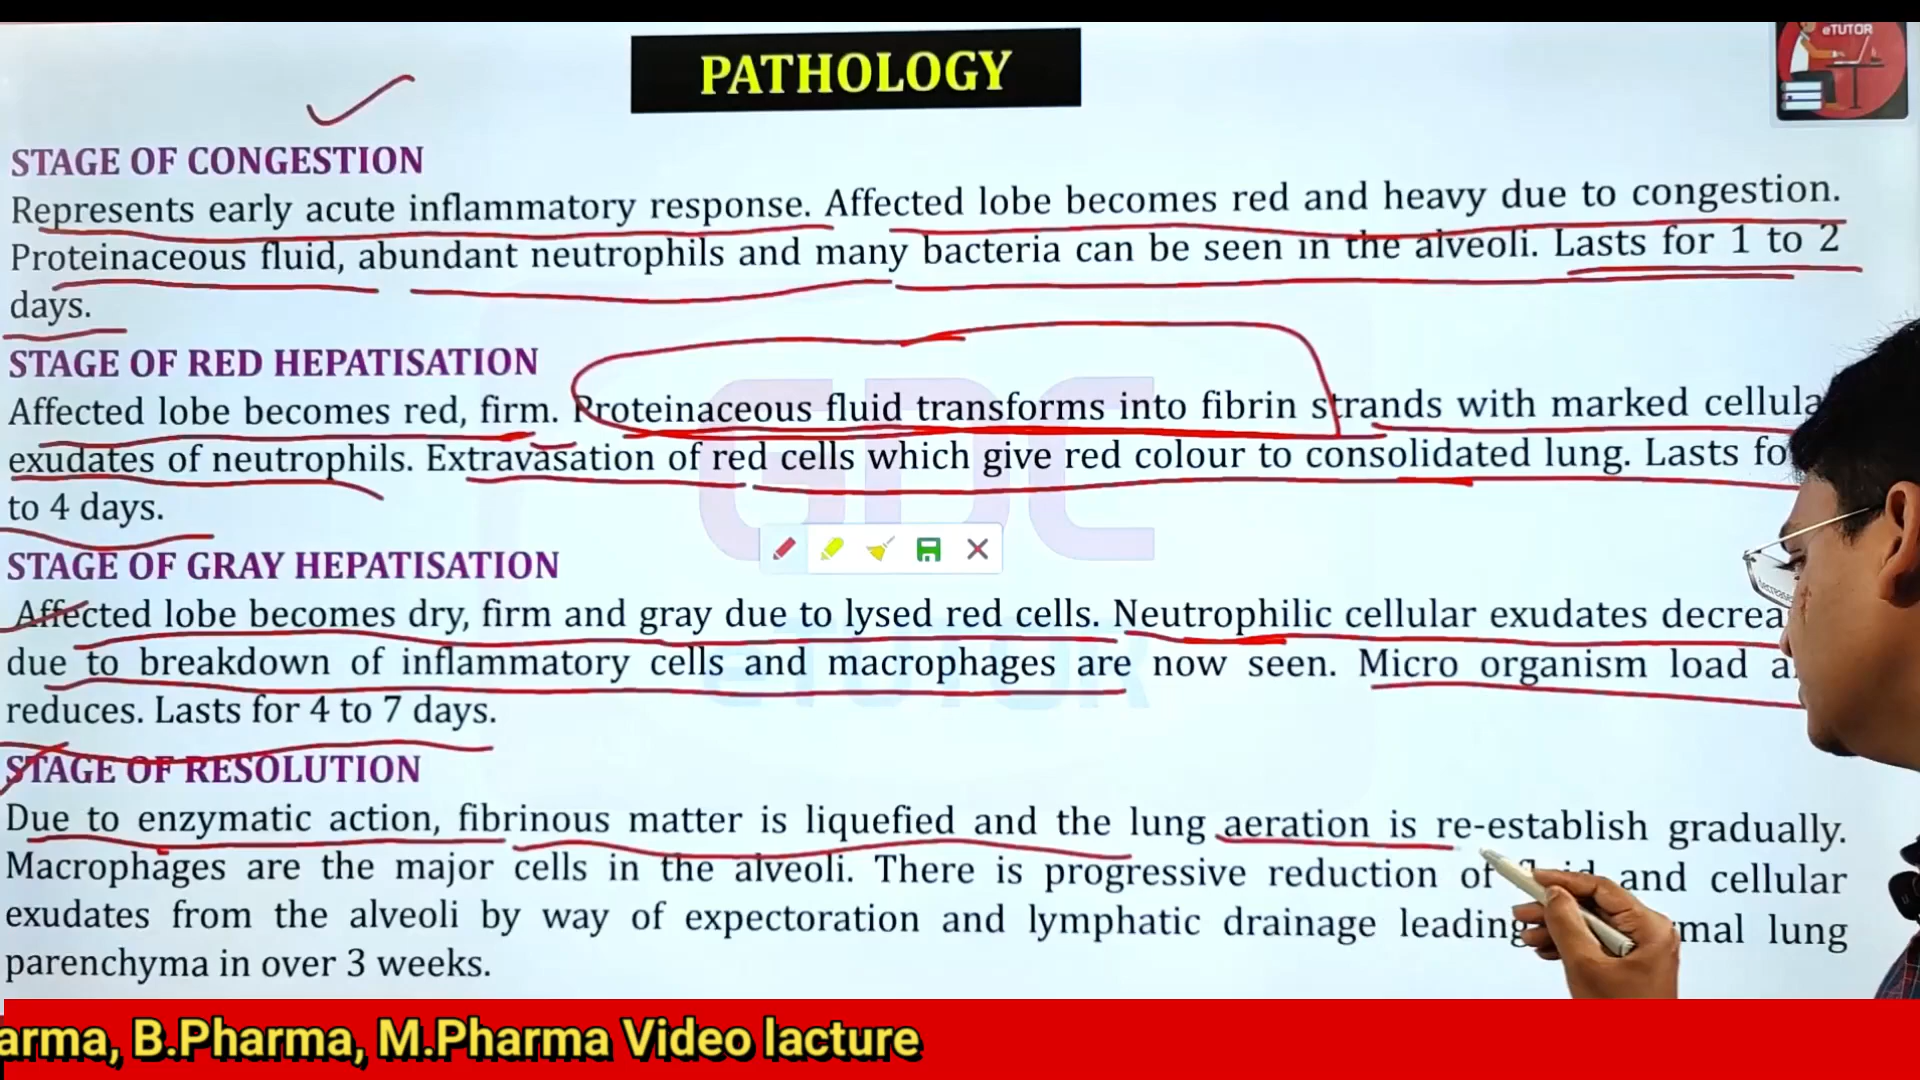 eTUTOR
PATHOLOGY
STAGE OF CONGESTION
Represents early acute inflammatory response. Affected lobe becomes red and heavy due to congestion.
Proteinaceous fluid, abundant neutrophils and many bacteria can be seen in the alveoli. Lasts for 1 to 2
days.
STAGE OF RED HEPATISATION
Affected lobe becomes red, firm. Proteinaceous fluid transforms into fibrin strands with marked cellula
exudates of neutrophils. Extravasation of red cells which give red colour to consolidated lung. Lasts fo
to 4 days.
GDC
STAGE OF GRAY HEPATISATION
Affected lobe becomes dry, firm and gray due to lysed red cells. Neutrophilic cellular exudates decrea
due to breakdown of inflammatory cells and macrophages are now seen. Micro organism load
eTUTOR
reduces. Lasts for 4 to 7 days.
STAGE OF RESOLUTION
Due to enzymatic action, fibrinous matter is liquefied and the lung aeration is re-establish gradually.
Macrophages are the major cells in the alveoli. There is progressive reduction of fluid and cellular
exudates from the alveoli by way of expectoration and lymphatic drainage leading mal lung
parenchyma in over 3 weeks.
arma, B.Pharma, M.Pharma Video lacture